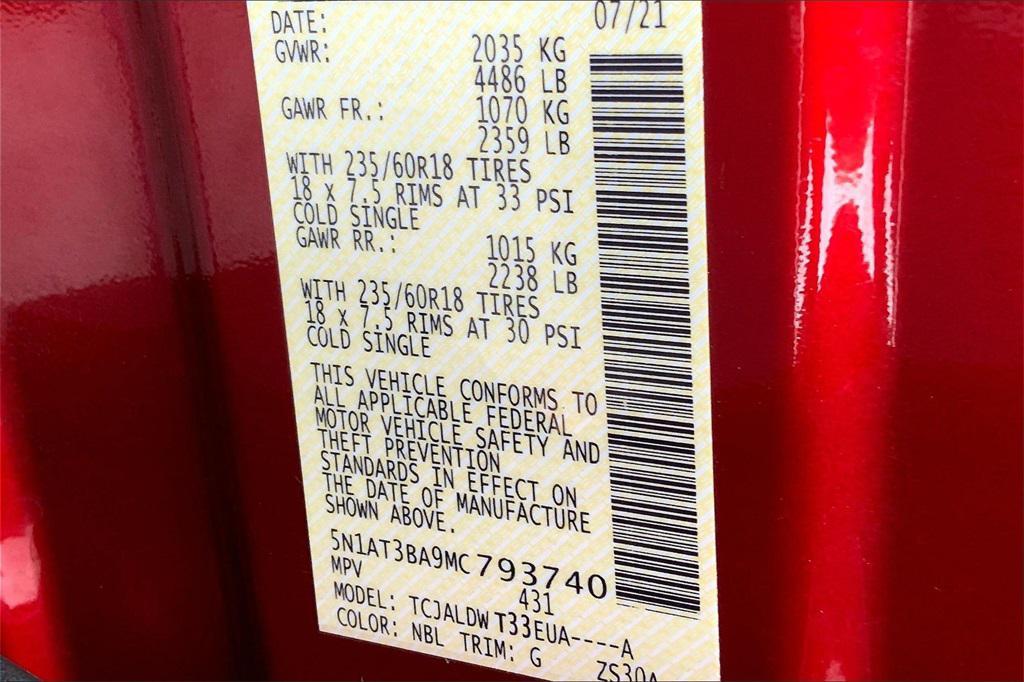 DATE: 07/21
GVWR: 2035 KG
4486 LB
GAWR FR.: 1070 KG
2359 LB
WITH 235/60R18 TIRES
18 X 7.5 RIMS AT 33 PSI
COLD SINGLE
GAWR RR.: 1015 KG
2238 LB
WITH 235/60R18 TIRES
18 X 7.5 RIMS AT 30 PSI
COLD SINGLE
THIS VEHICLE CONFORMS TO
ALL APPLICABLE FEDERAL
MOTOR VEHICLE SAFETY AND
THEFT PREVENTION
STANDARDS IN EFFECT ON
THE DATE OF MANUFACTURE
SHOWN ABOVE.
5N1AT3BA9MC793740
MPV 431
MODEL: TCJALDWT33EUA----A
COLOR: NBL TRIM: G ZS30A